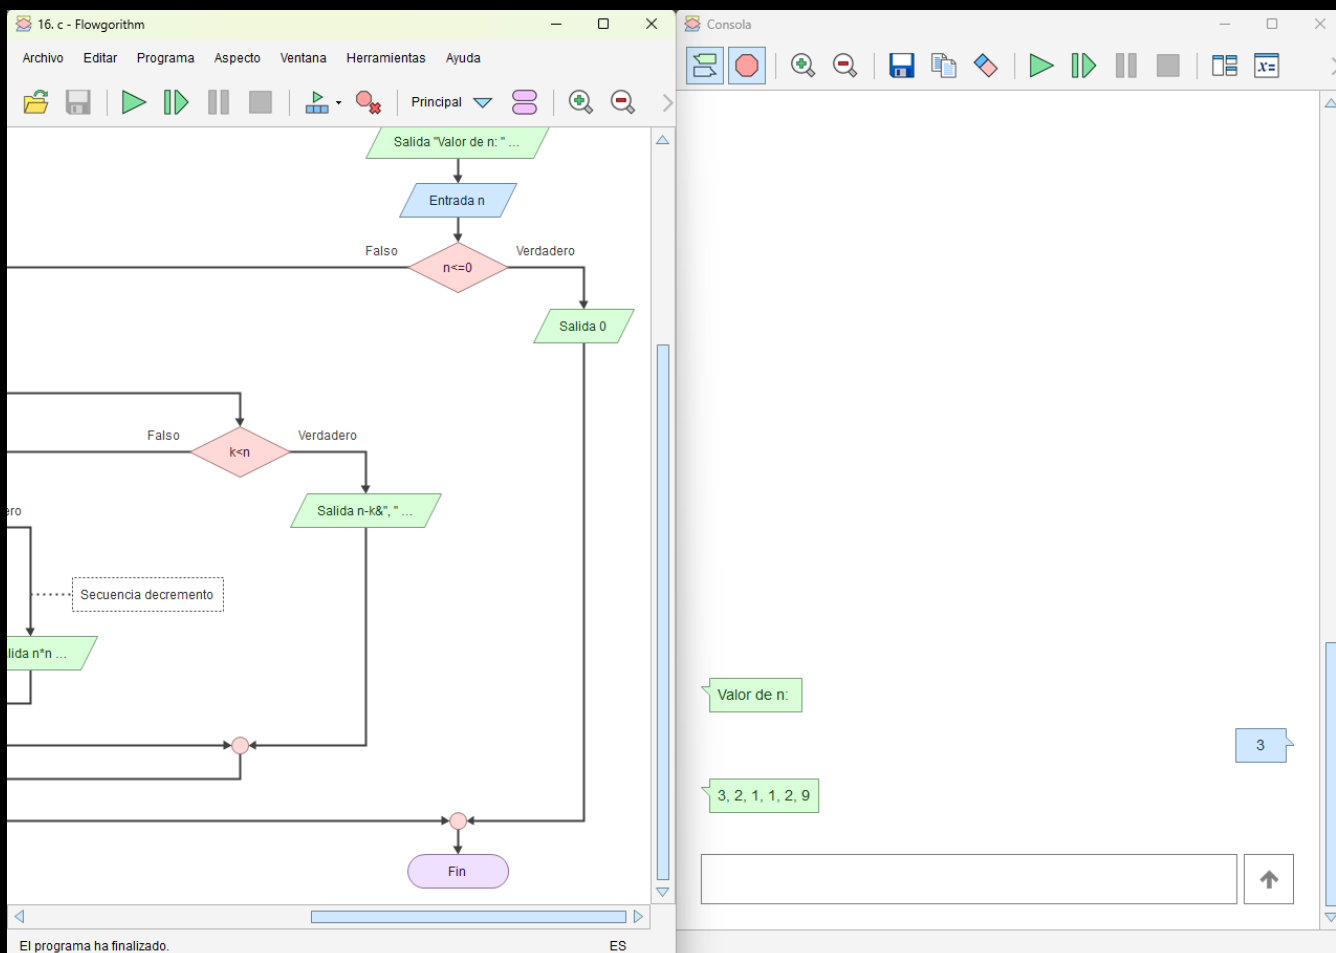 16. c - Flowgorithm
Archivo Editar Programa Aspecto Ventana Herramientas Ayuda
Principal
Salida "Valor de n: " ...
Entrada n
Falso
Verdadero
n<=0
Salida 0
Falso
Verdadero
k<n
Salida n-k&", " ...
ero
Secuencia decremento
lida n*n ...
Fin
El programa ha finalizado.
ES
Consola
x=
Valor de n:
3
3, 2, 1, 1, 2, 9